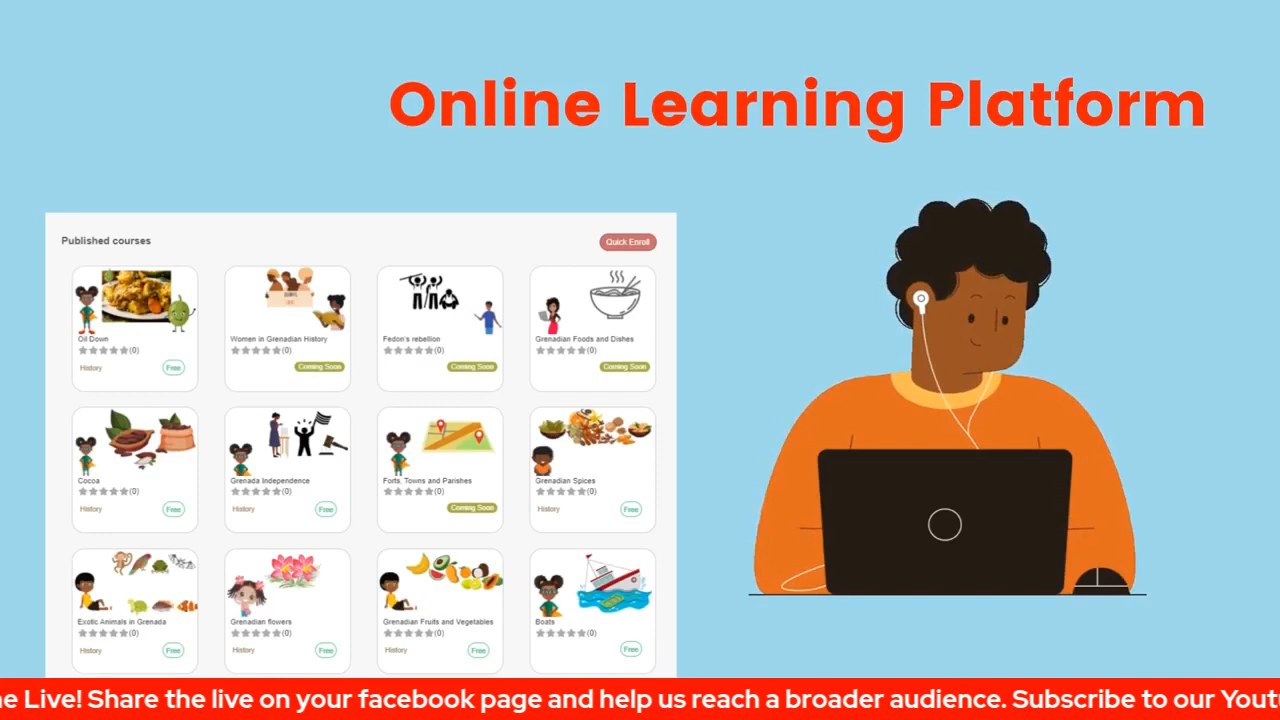 Online Learning Platform
Published courses
Quick Enroll
Oil Down
(0)
History
Free
Women in Grenadian History
(0)
Coming Soon
Fedon's rebellion
(0)
Coming Soon
Grenadian Foods and Dishes
(0)
Coming Soon
Cocoa
(0)
History
Free
Grenada Independence
(0)
History
Free
Forts, Towns and Parishes
(0)
Coming Soon
Grenadian Spices
(0)
History
Free
Exotic Animals in Grenada
(0)
History
Free
Grenadian flowers
(0)
History
Free
Grenadian Fruits and Vegetables
(0)
History
Free
Boats
(0)
Free
ne Live! Share the live on your facebook page and help us reach a broader audience. Subscribe to our Yout